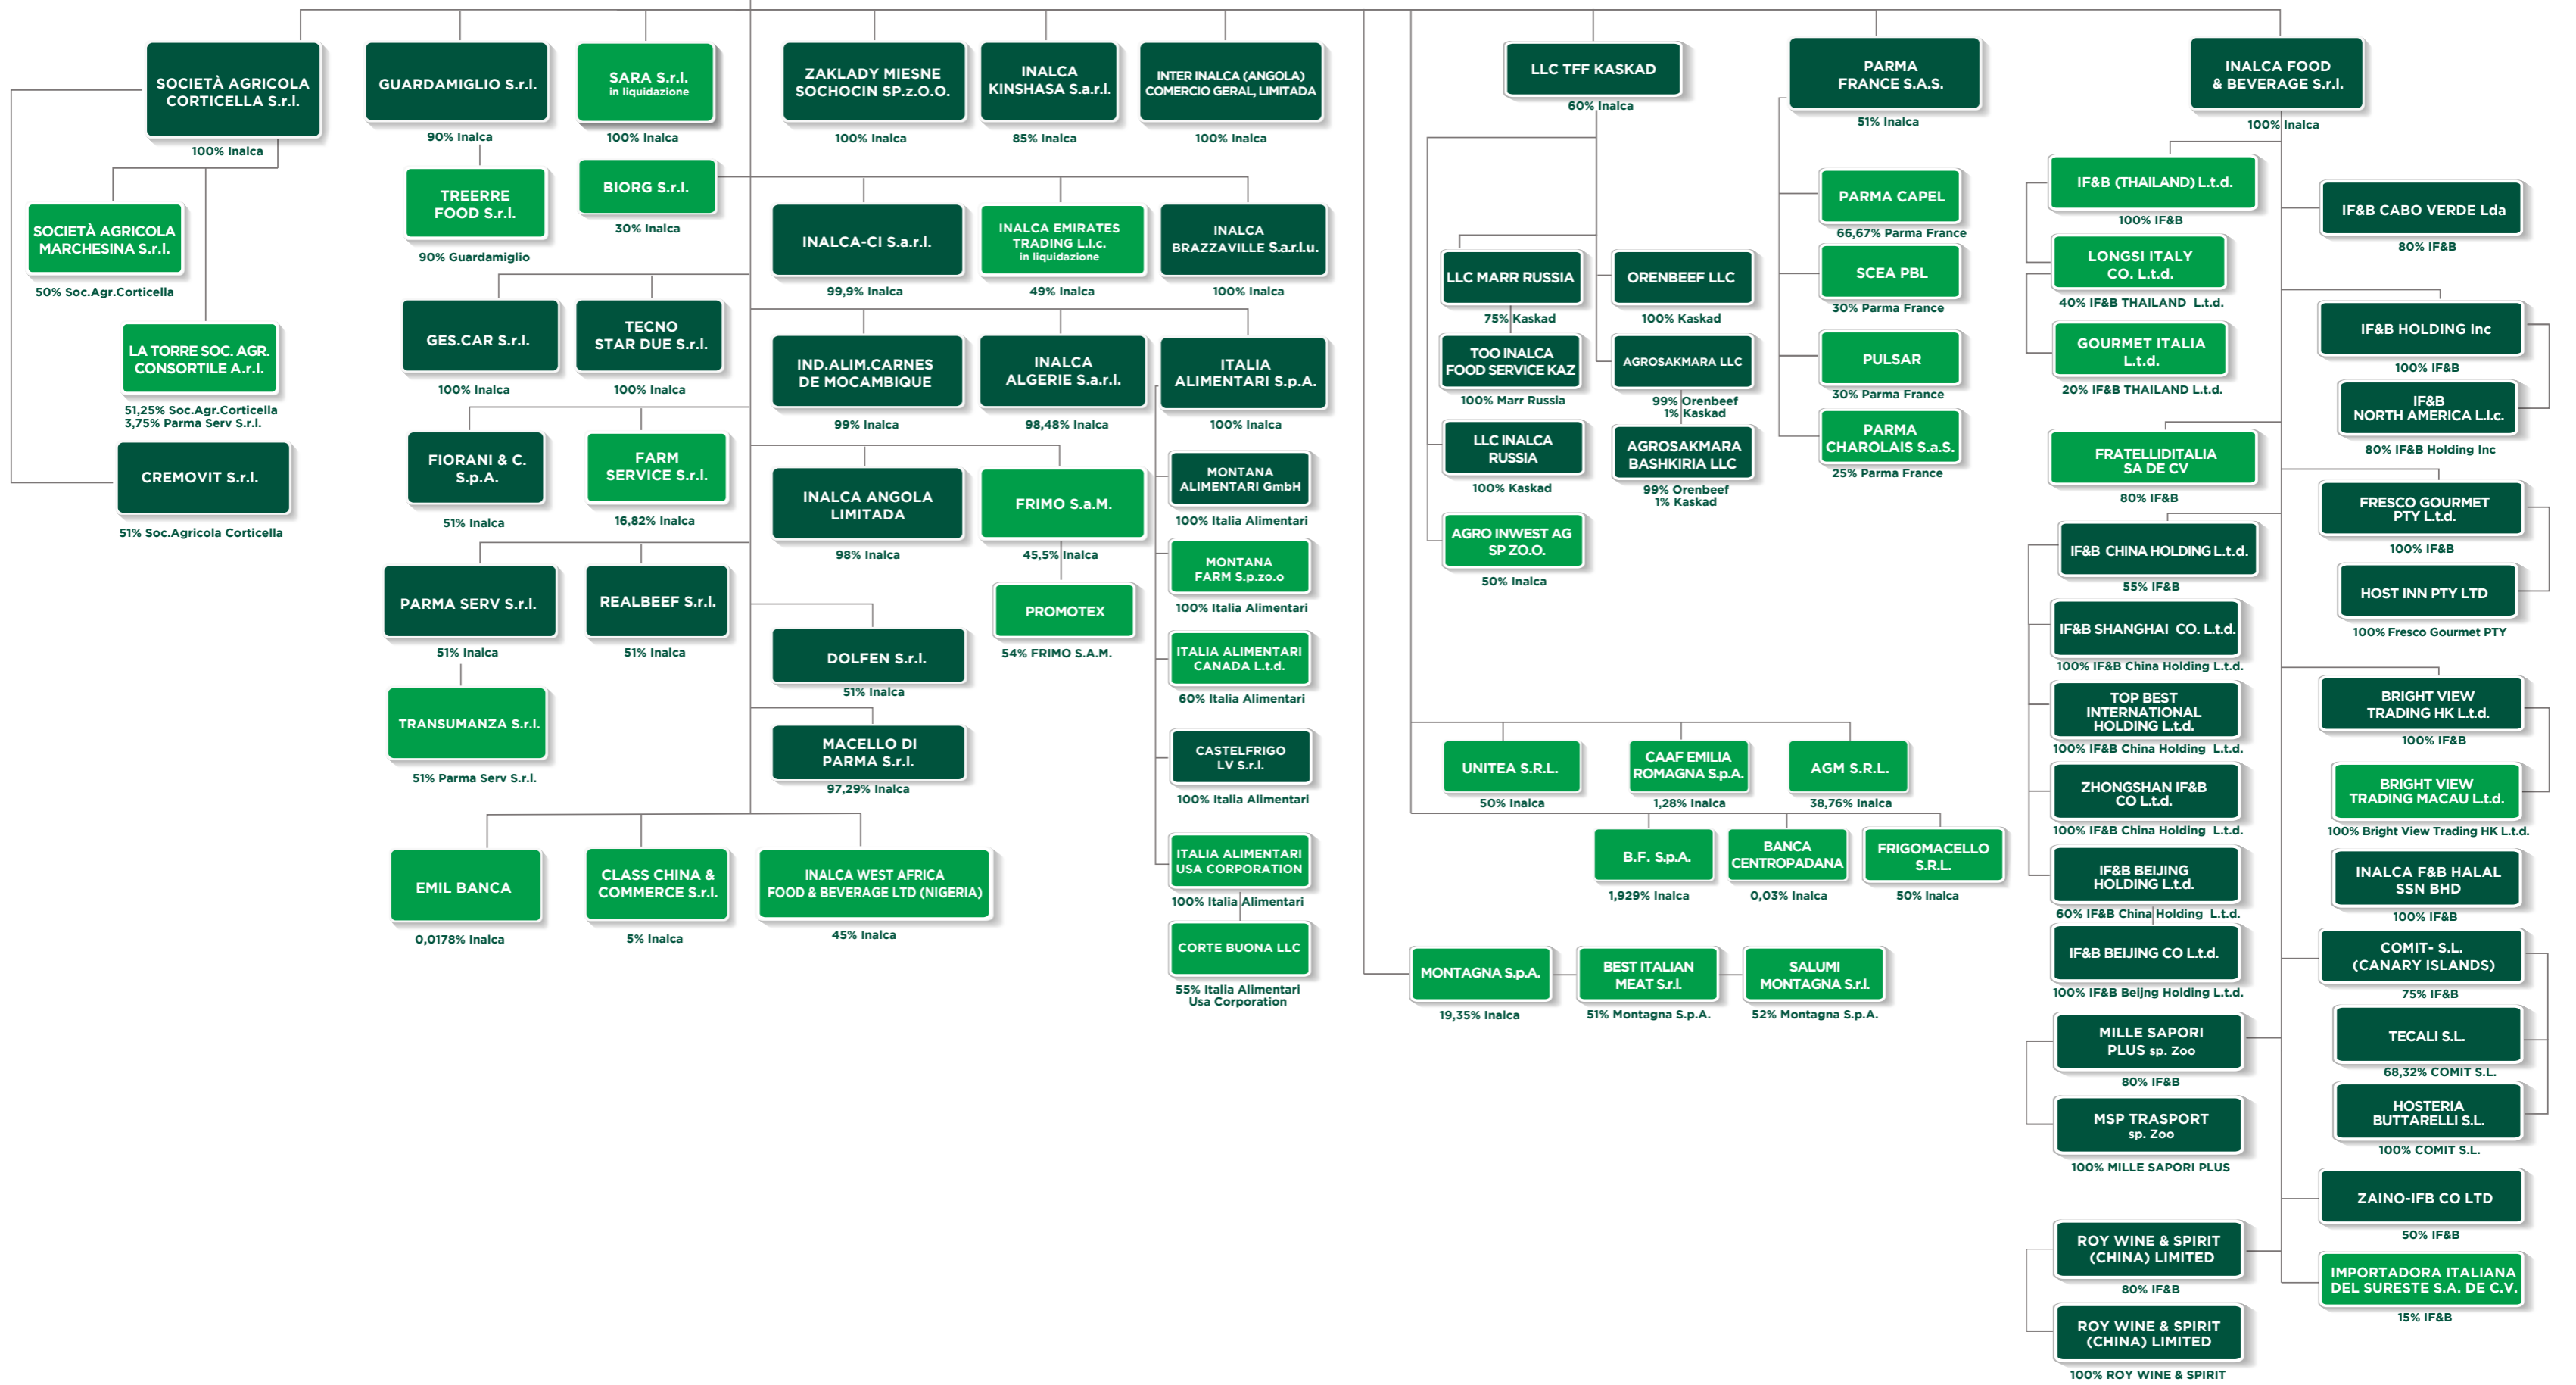 SOCIETÀ AGRICOLA
CORTICELLA S.r.l.
100% Inalca
SOCIETÀ AGRICOLA
MARCHESINA S.r.l.
50% Soc.Agr.Corticella
LA TORRE SOC. AGR.
CONSORTILE A.r.l.
51,25% Soc.Agr.Corticella
3,75% Parma Serv S.r.l.
CREMOVIT S.r.l.
51% Soc.Agricola Corticella
GUARDAMIGLIO S.r.l.
90% Inalca
TREERRE
FOOD S.r.l.
90% Guardamiglio
SARA S.r.l.
in liquidazione
100% Inalca
BIORG S.r.l.
30% Inalca
GES.CAR S.r.l.
100% Inalca
TECNO
STAR DUE S.r.l.
100% Inalca
FIORANI & C.
S.p.A.
51% Inalca
FARM
SERVICE S.r.l.
16,82% Inalca
PARMA SERV S.r.l.
51% Inalca
REALBEEF S.r.l.
51% Inalca
TRANSUMANZA S.r.l.
51% Parma Serv S.r.l.
EMIL BANCA
0,0178% Inalca
CLASS CHINA &
COMMERCE S.r.l.
5% Inalca
INALCA WEST AFRICA
FOOD & BEVERAGE LTD (NIGERIA)
45% Inalca
ZAKLADY MIESNE
SOCHOCIN SP.z.O.O.
100% Inalca
INALCA
KINSHASA S.a.r.l.
85% Inalca
INTER INALCA (ANGOLA)
COMERCIO GERAL, LIMITADA
100% Inalca
INALCA-CI S.a.r.l.
99,9% Inalca
INALCA EMIRATES
TRADING L.l.c.
in liquidazione
49% Inalca
INALCA
BRAZZAVILLE S.a.r.l.u.
100% Inalca
IND.ALIM.CARNES
DE MOCAMBIQUE
99% Inalca
INALCA
ALGERIE S.a.r.l.
98,48% Inalca
ITALIA
ALIMENTARI S.p.A.
100% Inalca
INALCA ANGOLA
LIMITADA
98% Inalca
FRIMO S.a.M.
45,5% Inalca
PROMOTEX
54% FRIMO S.A.M.
DOLFEN S.r.l.
51% Inalca
MACELLO DI
PARMA S.r.l.
97,29% Inalca
MONTANA
ALIMENTARI GmbH
100% Italia Alimentari
MONTANA
FARM S.p.zo.o
100% Italia Alimentari
ITALIA ALIMENTARI
CANADA L.t.d.
60% Italia Alimentari
CASTELFRIGO
LV S.r.l.
100% Italia Alimentari
ITALIA ALIMENTARI
USA CORPORATION
100% Italia Alimentari
CORTE BUONA LLC
55% Italia Alimentari
Usa Corporation
LLC TFF KASKAD
60% Inalca
LLC MARR RUSSIA
75% Kaskad
TOO INALCA
FOOD SERVICE KAZ
100% Marr Russia
LLC INALCA
RUSSIA
100% Kaskad
AGRO INWEST AG
SP ZO.O.
50% Inalca
ORENBEEF LLC
100% Kaskad
AGROSAKMARA LLC
99% Orenbeef
1% Kaskad
AGROSAKMARA
BASHKIRIA LLC
99% Orenbeef
1% Kaskad
PARMA
FRANCE S.A.S.
51% Inalca
PARMA CAPEL
66,67% Parma France
SCEA PBL
30% Parma France
PULSAR
30% Parma France
PARMA
CHAROLAIS S.a.S.
25% Parma France
UNITEA S.R.L.
50% Inalca
CAAF EMILIA
ROMAGNA S.p.A.
1,28% Inalca
AGM S.R.L.
38,76% Inalca
B.F. S.p.A.
1,929% Inalca
BANCA
CENTROPADANA
0,03% Inalca
FRIGOMACELLO
S.R.L.
50% Inalca
MONTAGNA S.p.A.
19,35% Inalca
BEST ITALIAN
MEAT S.r.l.
51% Montagna S.p.A.
SALUMI
MONTAGNA S.r.l.
52% Montagna S.p.A.
INALCA FOOD
& BEVERAGE S.r.l.
100% Inalca
IF&B (THAILAND) L.t.d.
100% IF&B
LONGSI ITALY
CO. L.t.d.
40% IF&B THAILAND L.t.d.
GOURMET ITALIA
L.t.d.
20% IF&B THAILAND L.t.d.
FRATELLIDITALIA
SA DE CV
80% IF&B
IF&B CHINA HOLDING L.t.d.
55% IF&B
IF&B SHANGHAI CO. L.t.d.
100% IF&B China Holding L.t.d.
TOP BEST
INTERNATIONAL
HOLDING L.t.d.
100% IF&B China Holding L.t.d.
ZHONGSHAN IF&B
CO L.t.d.
100% IF&B China Holding L.t.d.
IF&B BEIJING
HOLDING L.t.d.
60% IF&B China Holding L.t.d.
IF&B BEIJING CO L.t.d.
100% IF&B Beijng Holding L.t.d.
MILLE SAPORI
PLUS sp. Zoo
80% IF&B
MSP TRASPORT
sp. Zoo
100% MILLE SAPORI PLUS
ROY WINE & SPIRIT
(CHINA) LIMITED
80% IF&B
ROY WINE & SPIRIT
(CHINA) LIMITED
100% ROY WINE & SPIRIT
IF&B CABO VERDE Lda
80% IF&B
IF&B HOLDING Inc
100% IF&B
IF&B
NORTH AMERICA L.l.c.
80% IF&B Holding Inc
FRESCO GOURMET
PTY L.t.d.
100% IF&B
HOST INN PTY LTD
100% Fresco Gourmet PTY
BRIGHT VIEW
TRADING HK L.t.d.
100% IF&B
BRIGHT VIEW
TRADING MACAU L.t.d.
100% Bright View Trading HK L.t.d.
INALCA F&B HALAL
SSN BHD
100% IF&B
COMIT- S.L.
(CANARY ISLANDS)
75% IF&B
TECALI S.L.
68,32% COMIT S.L.
HOSTERIA
BUTTARELLI S.L.
100% COMIT S.L.
ZAINO-IFB CO LTD
50% IF&B
IMPORTADORA ITALIANA
DEL SURESTE S.A. DE C.V.
15% IF&B